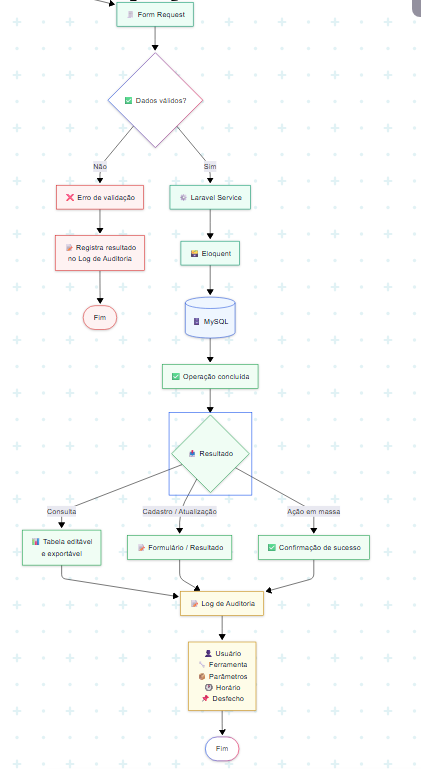 Form Request
Dados válidos?
Não
Sim
Erro de validação
Laravel Service
Registra resultado
no Log de Auditoria
Eloquent
Fim
MySQL
Operação concluída
Resultado
Consulta
Cadastro / Atualização
Ação em massa
Tabela editável
e exportável
Formulário / Resultado
Confirmação de sucesso
Log de Auditoria
Usuário
Ferramenta
Parâmetros
Horário
Desfecho
Fim